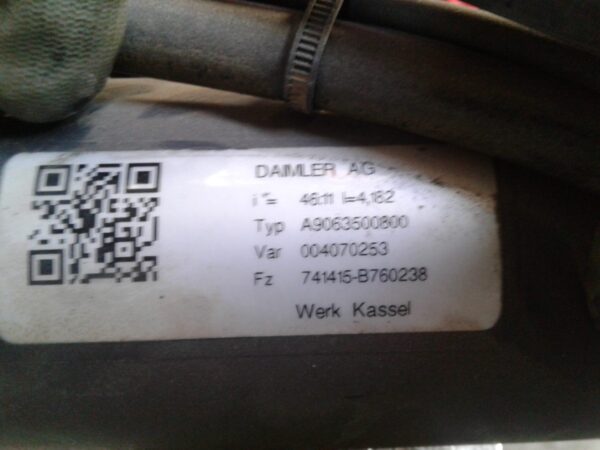 DAIMLER AG
i"= 46:11 I=4,182
Typ A9063500800
Var 004070253
Fz 741415-B760238
Werk Kassel